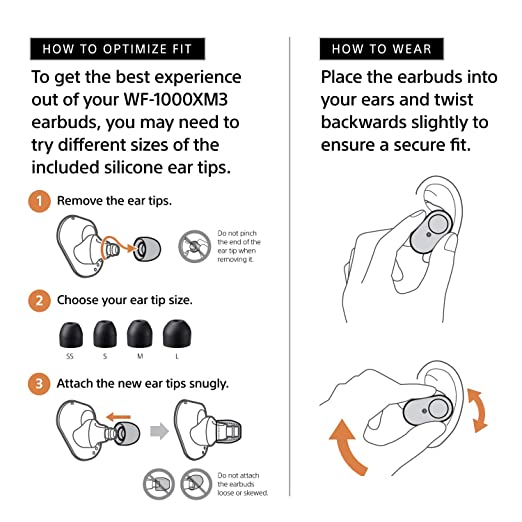 HOW TO OPTIMIZE FIT
To get the best experience
out of your WF-1000XM3
earbuds, you may need to
try different sizes of the
included silicone ear tips.
1 Remove the ear tips.
Do not pinch
the end of the
ear tip when
removing it.
2 Choose your ear tip size.
SS S M L
3 Attach the new ear tips snugly.
Do not attach
the earbuds
loose or skewed.
HOW TO WEAR
Place the earbuds into
your ears and twist
backwards slightly to
ensure a secure fit.